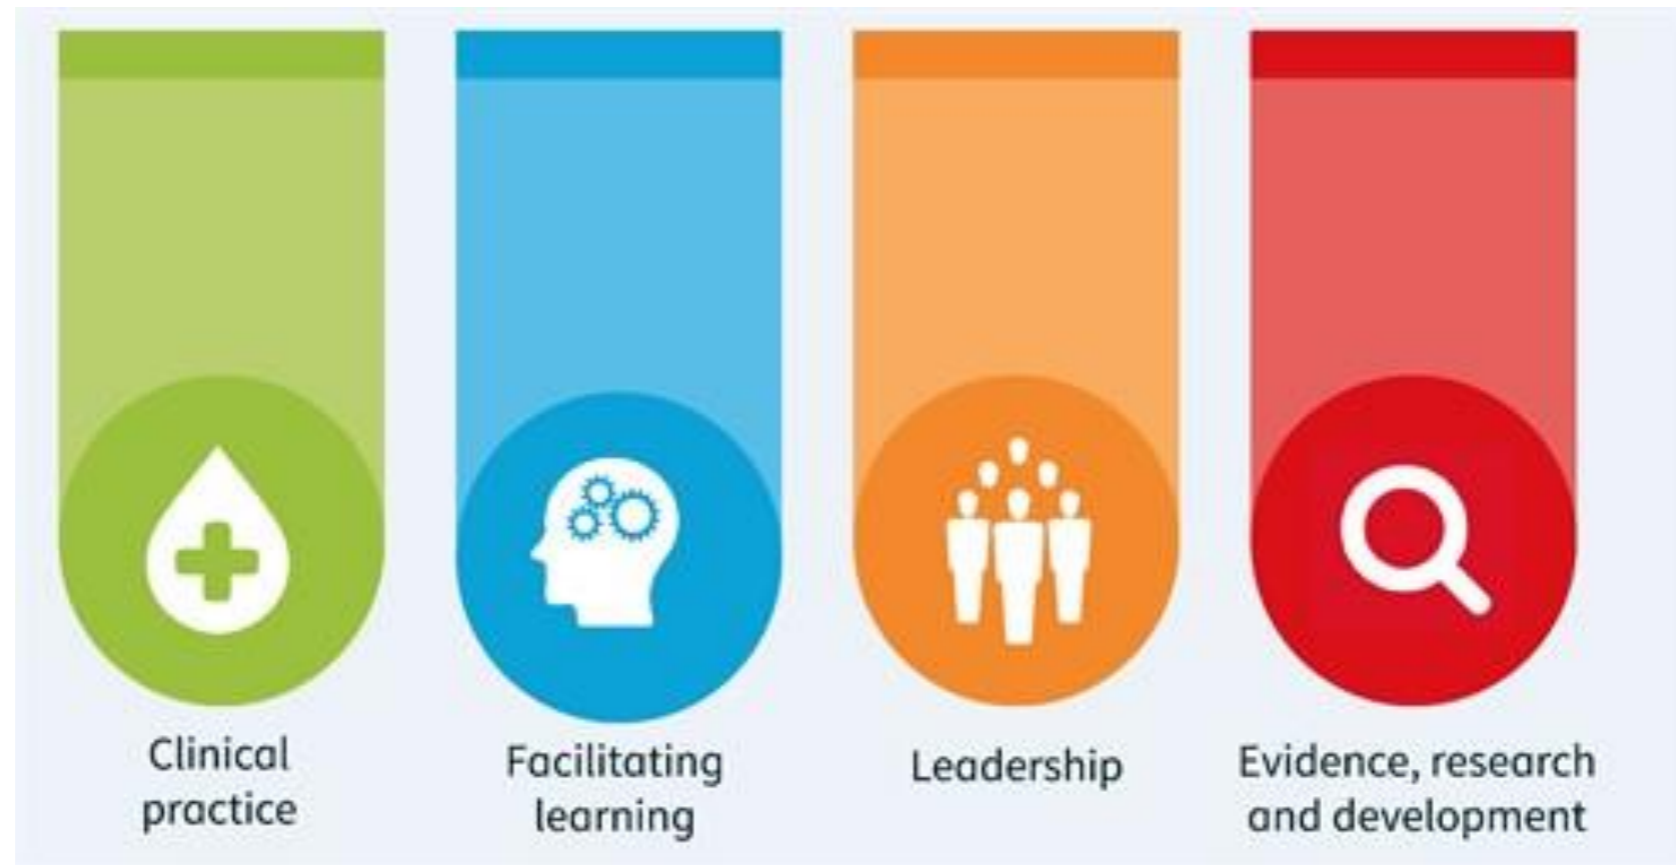 Clinical
practice
Facilitating
learning
Leadership
Evidence, research
and development